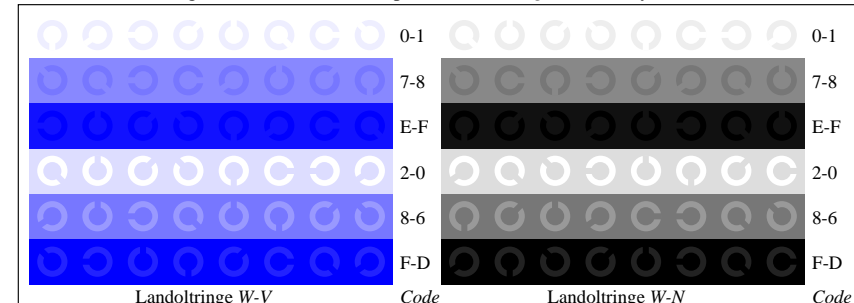 0-1 0-1
7-8 7-8
E-F E-F
2-0 2-0
8-6 8-6
F-D F-D
Landoltringe W-V Code Landoltringe W-N Code